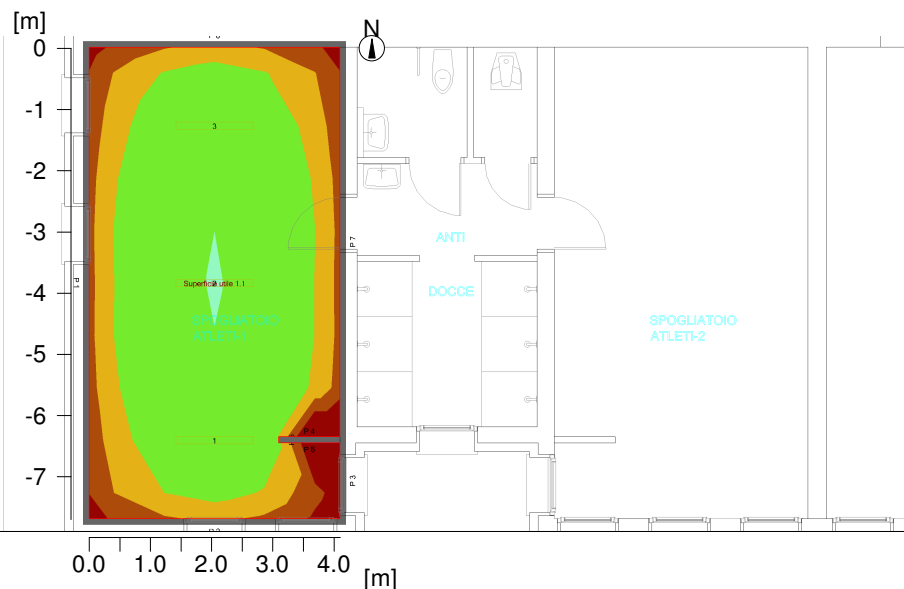 [m]
N
0
-1
3
-2
-3
P 7
ANTI
P 1
Superficie utile 1.1
2
-4
DOCCE
SPOGLIATOIO
ATLETI-1
SPOGLIATOIO
ATLETI-2
-5
-6
P 4
1
P 5
-7
P 3
0.0 1.0 2.0 3.0 4.0
[m]